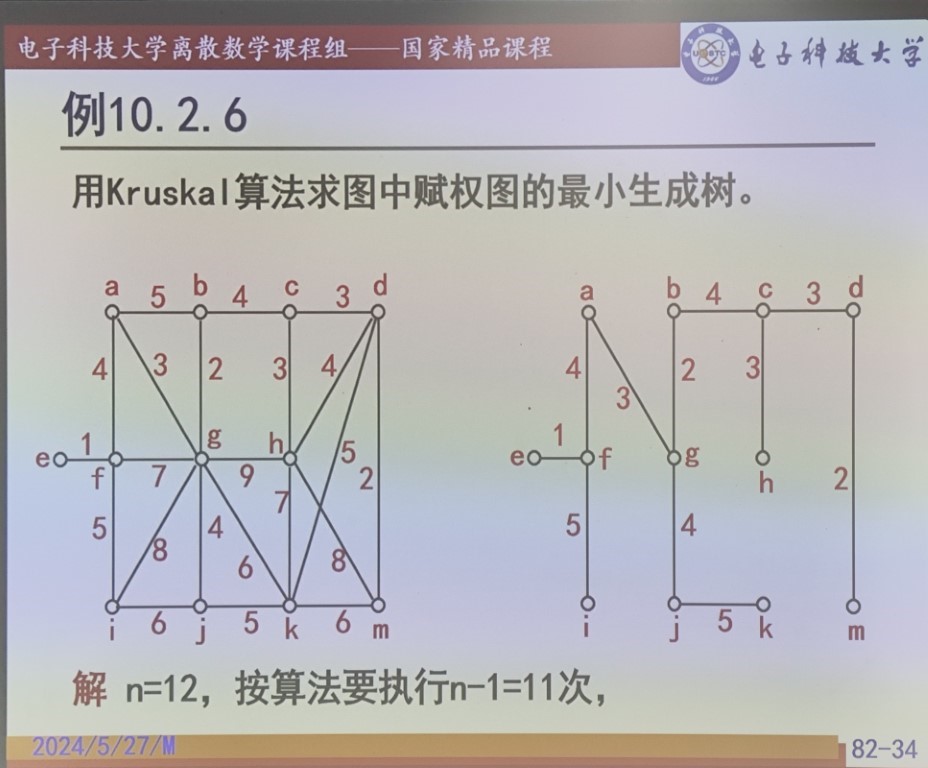 电子科技大学离散数学课程组——国家精品课程
电子科技大学
例10.2.6
用Kruskal算法求图中赋权图的最小生成树。
a 5 b 4 c 3 d
4 3 2 3 4
e 1 f 7 g 9 h 5 2
5 8 4 6 7 8
i 6 j 5 k 6 m
a b 4 c 3 d
4 3 2 3
e 1 f g h 2
5 4
i j 5 k m
解 n=12，按算法要执行n-1=11次，
2024/5/27/M
82-34